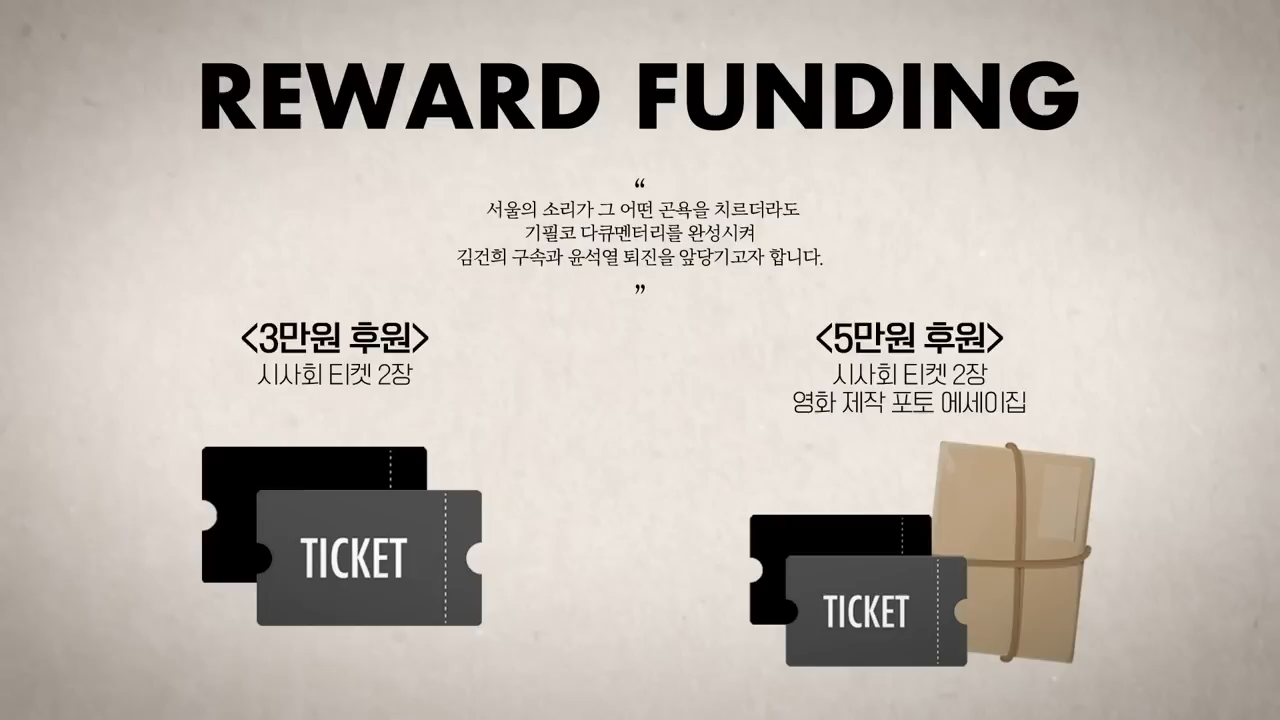 REWARD FUNDING
“
서울의 소리가 그 어떤 곤욕을 치르더라도
기필코 다큐멘터리를 완성시켜
김건희 구속과 윤석열 퇴진을 앞당기고자 합니다.
”
<3만원 후원>
시사회 티켓 2장
<5만원 후원>
시사회 티켓 2장
영화 제작 포토 에세이집
TICKET
TICKET